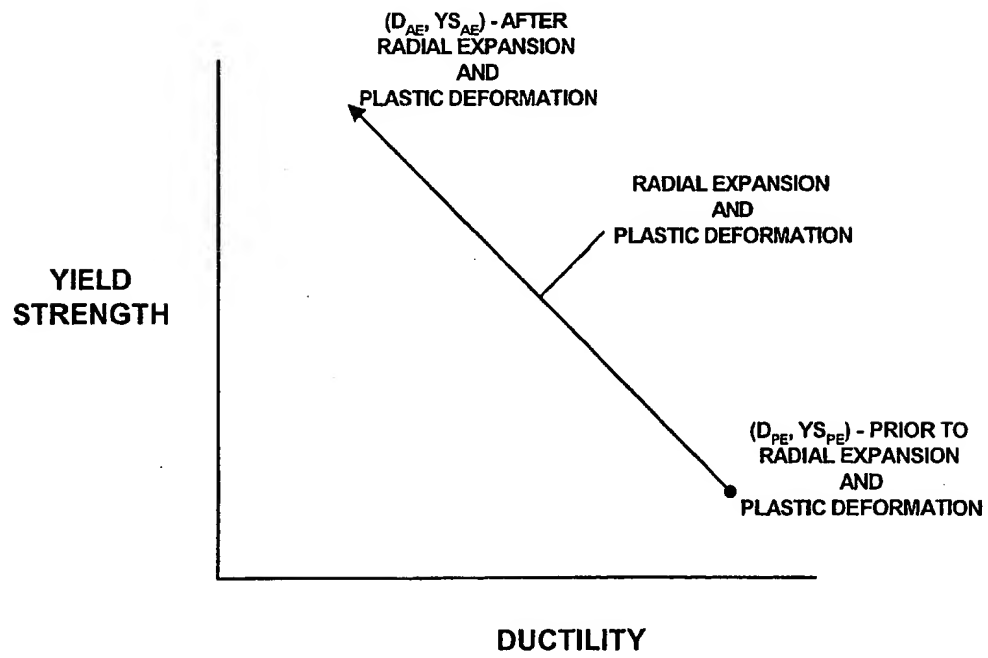 (D_AE, YS_AE) - AFTER
RADIAL EXPANSION
AND
PLASTIC DEFORMATION
RADIAL EXPANSION
AND
PLASTIC DEFORMATION
YIELD
STRENGTH
(D_PE, YS_PE) - PRIOR TO
RADIAL EXPANSION
AND
PLASTIC DEFORMATION
DUCTILITY